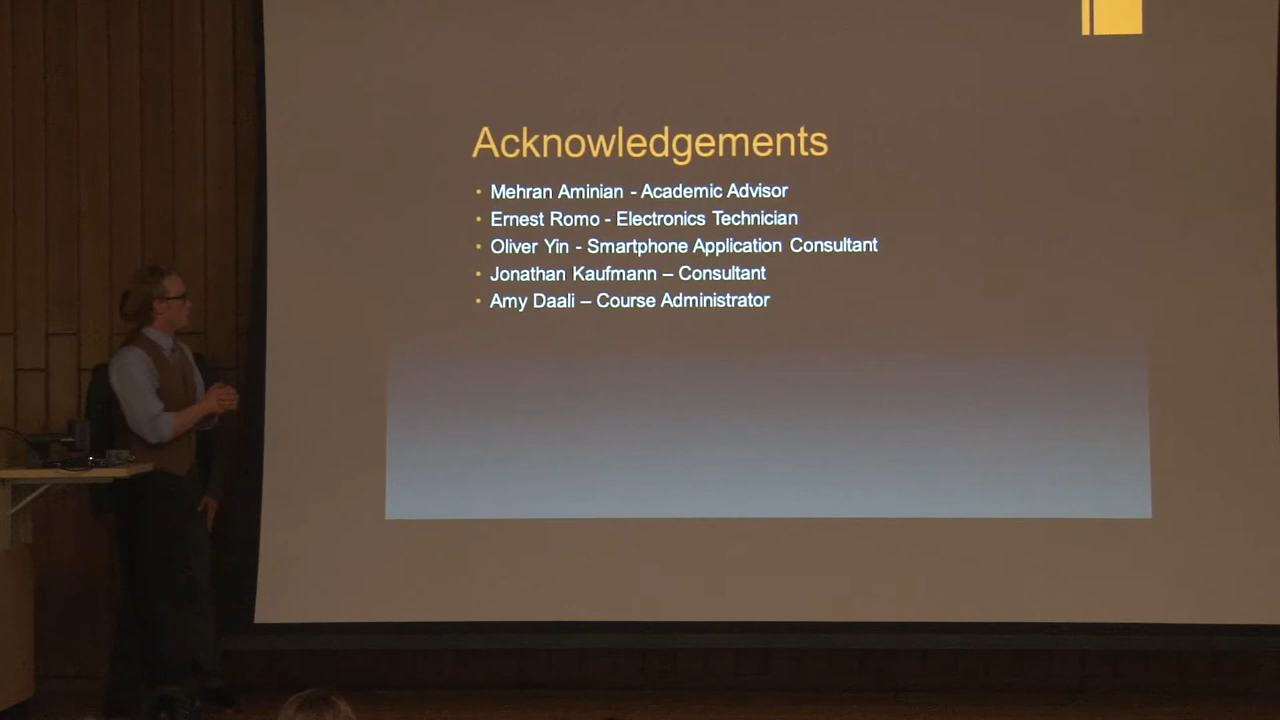 Acknowledgements
• Mehran Aminian - Academic Advisor
• Ernest Romo - Electronics Technician
• Oliver Yin - Smartphone Application Consultant
• Jonathan Kaufmann – Consultant
• Amy Daali – Course Administrator